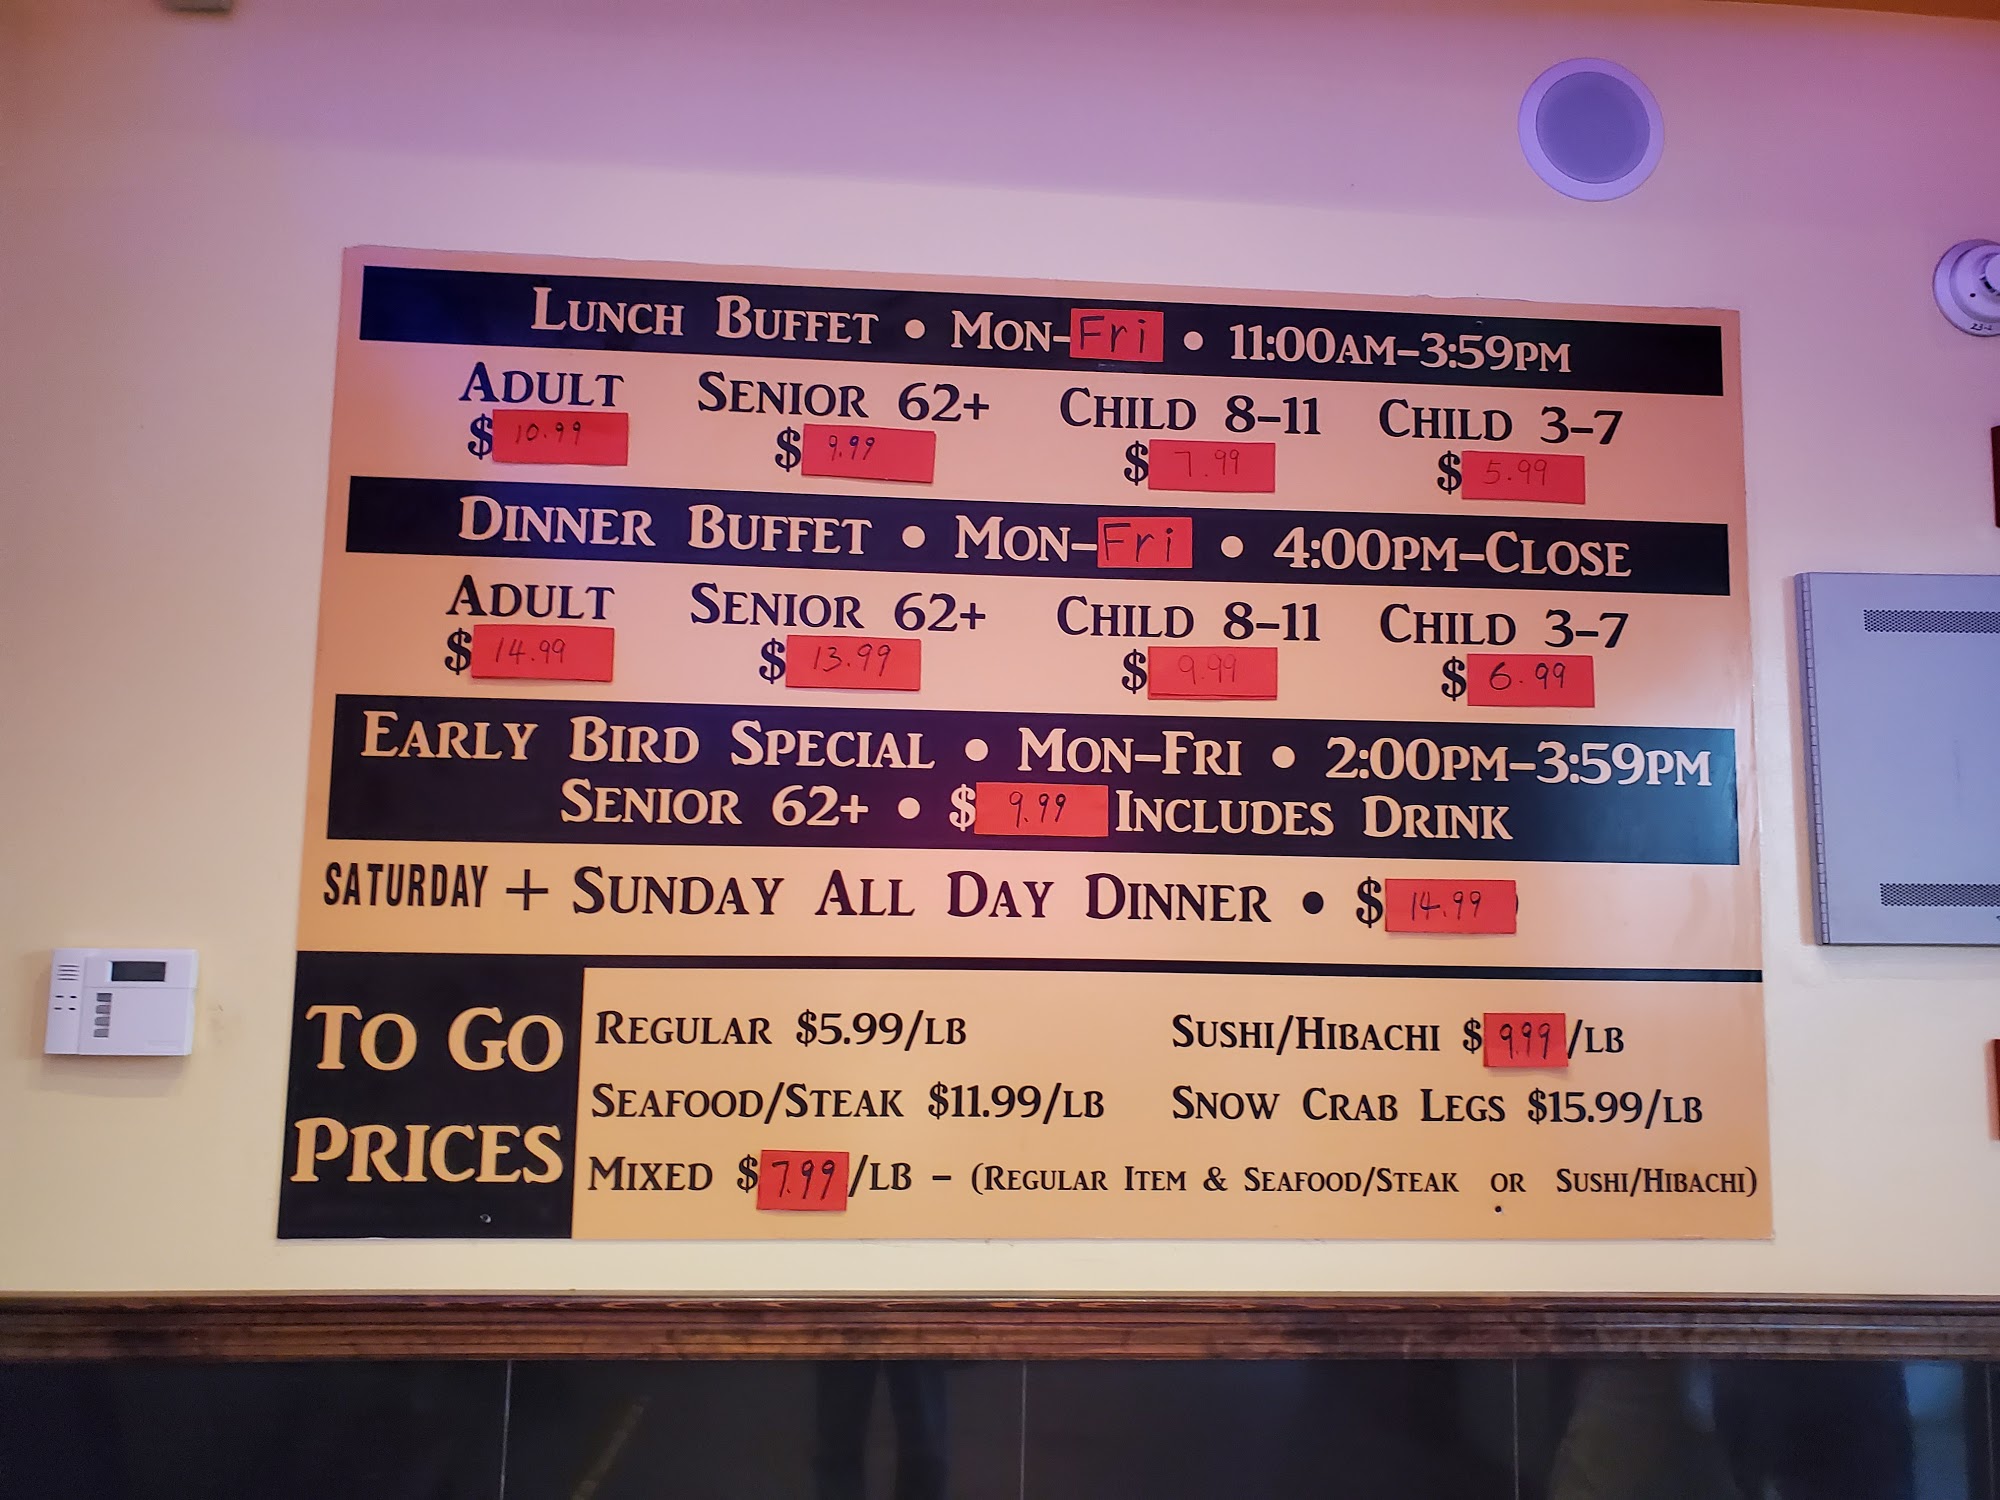 LUNCH BUFFET • MON-Fri • 11:00AM-3:59PM
ADULT SENIOR 62+ CHILD 8-11 CHILD 3-7
$10.99 $9.99 $7.99 $5.99
DINNER BUFFET • MON-Fri • 4:00PM-CLOSE
ADULT SENIOR 62+ CHILD 8-11 CHILD 3-7
$14.99 $13.99 $9.99 $6.99
EARLY BIRD SPECIAL • MON-FRI • 2:00PM-3:59PM
SENIOR 62+ • $9.99 INCLUDES DRINK
SATURDAY + SUNDAY ALL DAY DINNER • $14.99
TO GO
PRICES
REGULAR $5.99/LB SUSHI/HIBACHI $9.99/LB
SEAFOOD/STEAK $11.99/LB SNOW CRAB LEGS $15.99/LB
MIXED $7.99/LB - (REGULAR ITEM & SEAFOOD/STEAK OR SUSHI/HIBACHI)